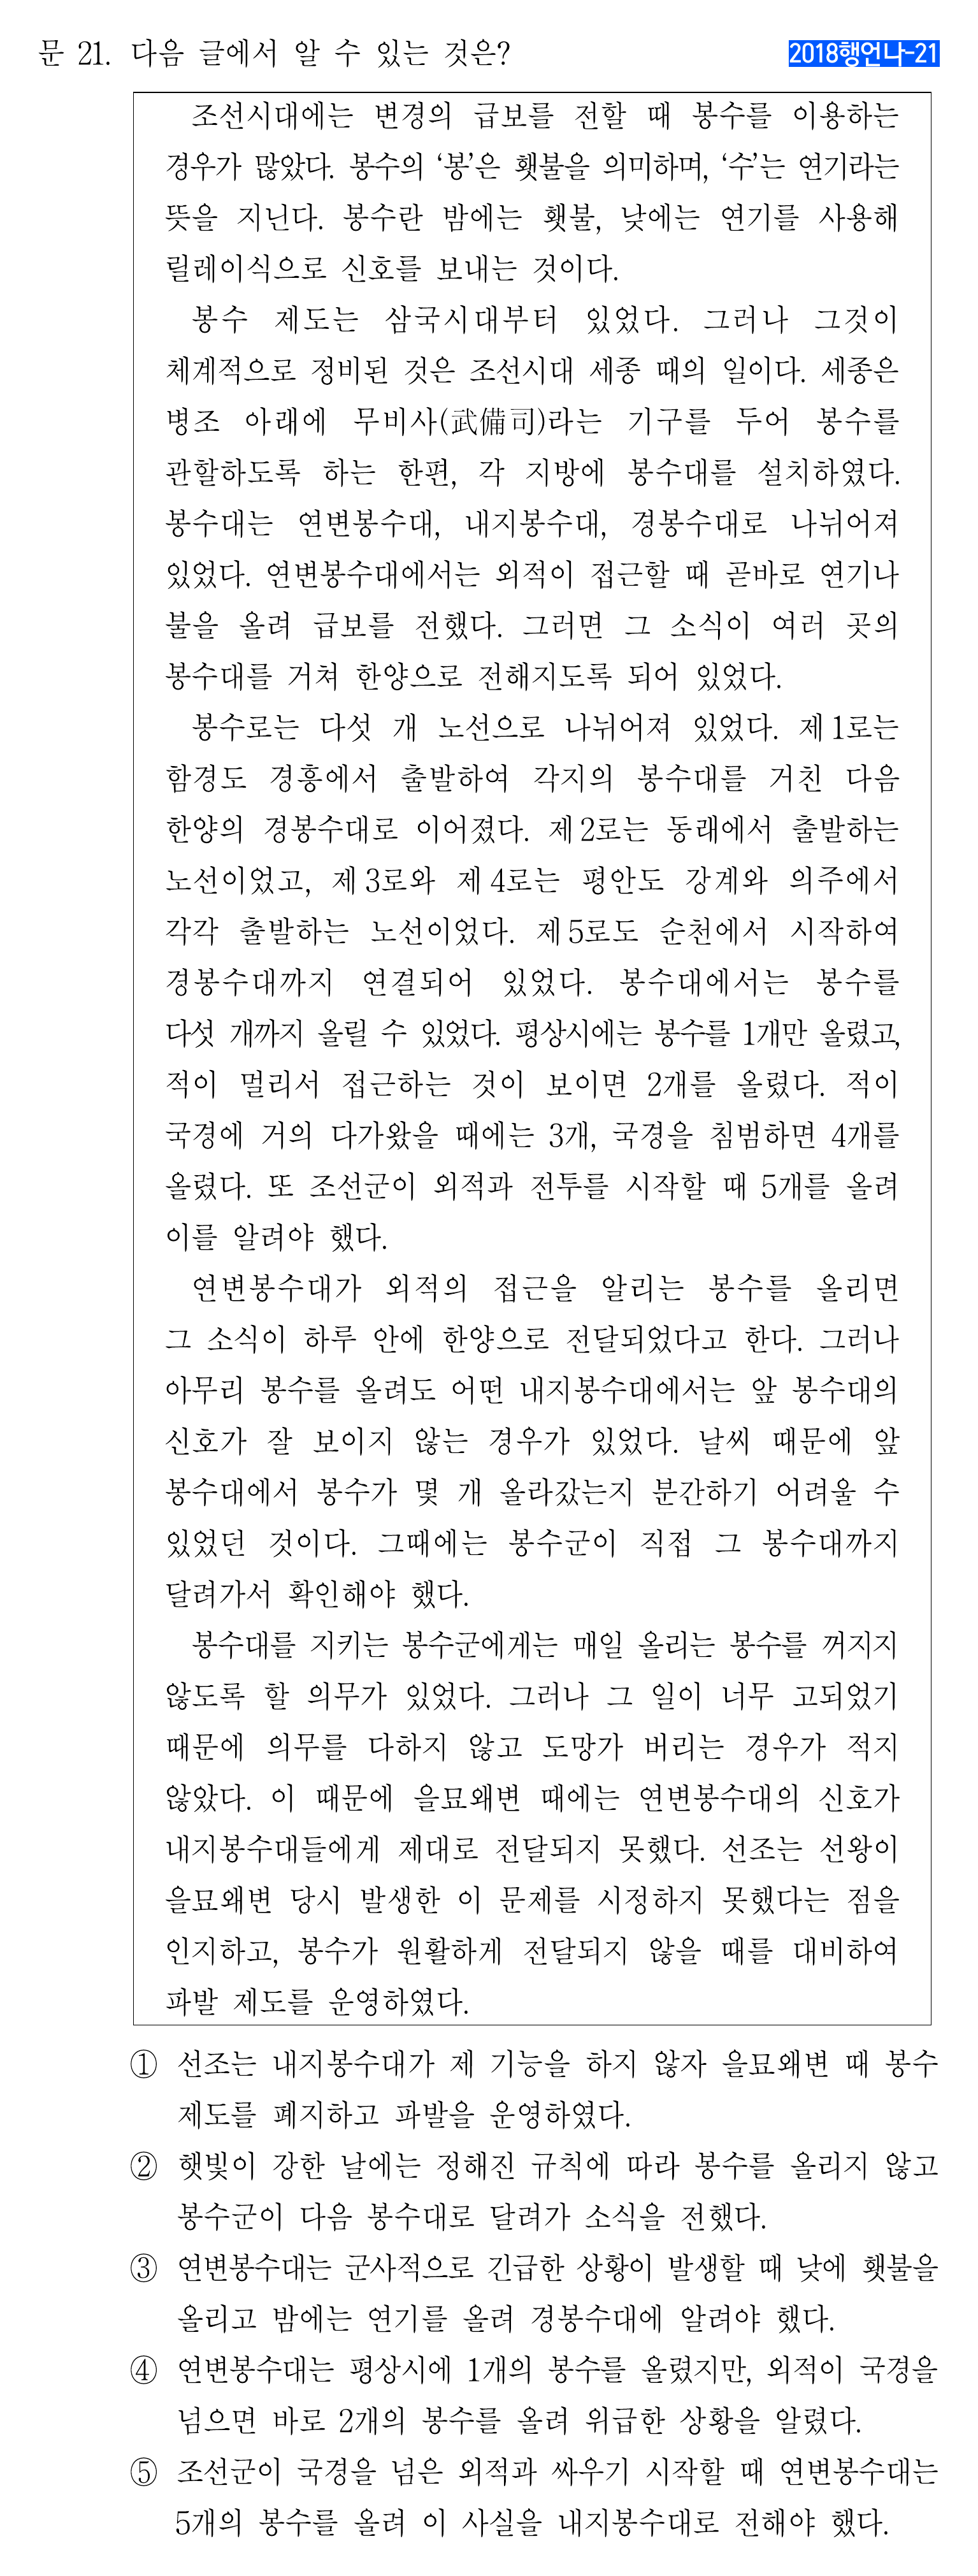 문 21. 다음 글에서 알 수 있는 것은?
2018행언나-21
조선시대에는 변경의 급보를 전할 때 봉수를 이용하는
경우가 많았다. 봉수의 ‘봉’은 횃불을 의미하며, ‘수’는 연기라는
뜻을 지닌다. 봉수란 밤에는 횃불, 낮에는 연기를 사용해
릴레이식으로 신호를 보내는 것이다.
봉수 제도는 삼국시대부터 있었다. 그러나 그것이
체계적으로 정비된 것은 조선시대 세종 때의 일이다. 세종은
병조 아래에 무비사(武備司)라는 기구를 두어 봉수를
관할하도록 하는 한편, 각 지방에 봉수대를 설치하였다.
봉수대는 연변봉수대, 내지봉수대, 경봉수대로 나뉘어져
있었다. 연변봉수대에서는 외적이 접근할 때 곧바로 연기나
불을 올려 급보를 전했다. 그러면 그 소식이 여러 곳의
봉수대를 거쳐 한양으로 전해지도록 되어 있었다.
봉수로는 다섯 개 노선으로 나뉘어져 있었다. 제1로는
함경도 경흥에서 출발하여 각지의 봉수대를 거친 다음
한양의 경봉수대로 이어졌다. 제2로는 동래에서 출발하는
노선이었고, 제3로와 제4로는 평안도 강계와 의주에서
각각 출발하는 노선이었다. 제5로도 순천에서 시작하여
경봉수대까지 연결되어 있었다. 봉수대에서는 봉수를
다섯 개까지 올릴 수 있었다. 평상시에는 봉수를 1개만 올렸고,
적이 멀리서 접근하는 것이 보이면 2개를 올렸다. 적이
국경에 거의 다가왔을 때에는 3개, 국경을 침범하면 4개를
올렸다. 또 조선군이 외적과 전투를 시작할 때 5개를 올려
이를 알려야 했다.
연변봉수대가 외적의 접근을 알리는 봉수를 올리면
그 소식이 하루 안에 한양으로 전달되었다고 한다. 그러나
아무리 봉수를 올려도 어떤 내지봉수대에서는 앞 봉수대의
신호가 잘 보이지 않는 경우가 있었다. 날씨 때문에 앞
봉수대에서 봉수가 몇 개 올라갔는지 분간하기 어려울 수
있었던 것이다. 그때에는 봉수군이 직접 그 봉수대까지
달려가서 확인해야 했다.
봉수대를 지키는 봉수군에게는 매일 올리는 봉수를 꺼지지
않도록 할 의무가 있었다. 그러나 그 일이 너무 고되었기
때문에 의무를 다하지 않고 도망가 버리는 경우가 적지
않았다. 이 때문에 을묘왜변 때에는 연변봉수대의 신호가
내지봉수대들에게 제대로 전달되지 못했다. 선조는 선왕이
을묘왜변 당시 발생한 이 문제를 시정하지 못했다는 점을
인지하고, 봉수가 원활하게 전달되지 않을 때를 대비하여
파발 제도를 운영하였다.
① 선조는 내지봉수대가 제 기능을 하지 않자 을묘왜변 때 봉수
제도를 폐지하고 파발을 운영하였다.
② 햇빛이 강한 날에는 정해진 규칙에 따라 봉수를 올리지 않고
봉수군이 다음 봉수대로 달려가 소식을 전했다.
③ 연변봉수대는 군사적으로 긴급한 상황이 발생할 때 낮에 횃불을
올리고 밤에는 연기를 올려 경봉수대에 알려야 했다.
④ 연변봉수대는 평상시에 1개의 봉수를 올렸지만, 외적이 국경을
넘으면 바로 2개의 봉수를 올려 위급한 상황을 알렸다.
⑤ 조선군이 국경을 넘은 외적과 싸우기 시작할 때 연변봉수대는
5개의 봉수를 올려 이 사실을 내지봉수대로 전해야 했다.